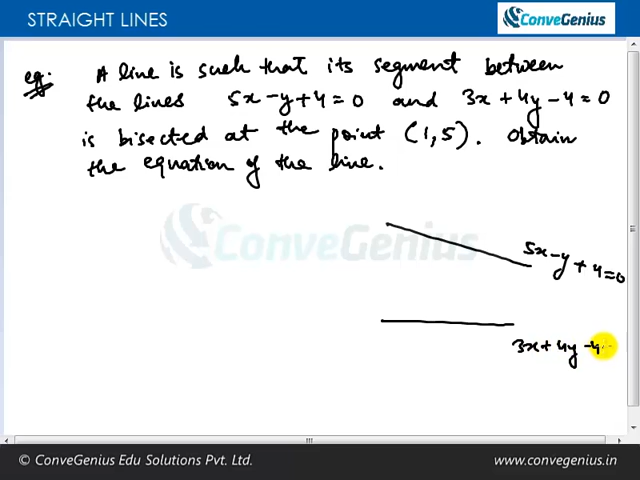 STRAIGHT LINES
ConveGenius
eg. A line is such that its segment between
the lines 5x-y+4=0 and 3x+4y-4=0
is bisected at the point (1,5). Obtain
the equation of the line.
ConveGenius
5x-y+4=0
3x+4y-4
© ConveGenius Edu Solutions Pvt. Ltd.
www.convegenius.in